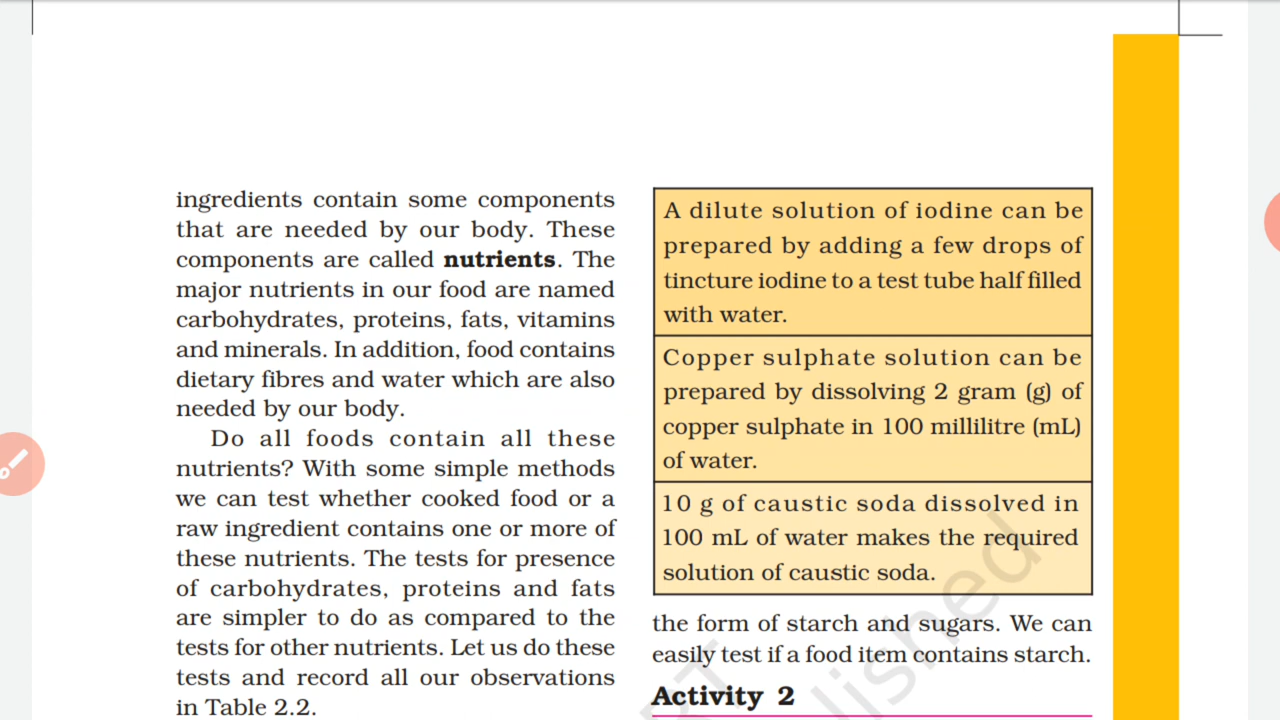 ingredients contain some components
that are needed by our body. These
components are called nutrients. The
major nutrients in our food are named
carbohydrates, proteins, fats, vitamins
and minerals. In addition, food contains
dietary fibres and water which are also
needed by our body.
Do all foods contain all these
nutrients? With some simple methods
we can test whether cooked food or a
raw ingredient contains one or more of
these nutrients. The tests for presence
of carbohydrates, proteins and fats
are simpler to do as compared to the
tests for other nutrients. Let us do these
tests and record all our observations
in Table 2.2.
A dilute solution of iodine can be
prepared by adding a few drops of
tincture iodine to a test tube half filled
with water.
Copper sulphate solution can be
prepared by dissolving 2 gram (g) of
copper sulphate in 100 millilitre (mL)
of water.
10 g of caustic soda dissolved in
100 mL of water makes the required
solution of caustic soda.
the form of starch and sugars. We can
easily test if a food item contains starch.
Activity 2